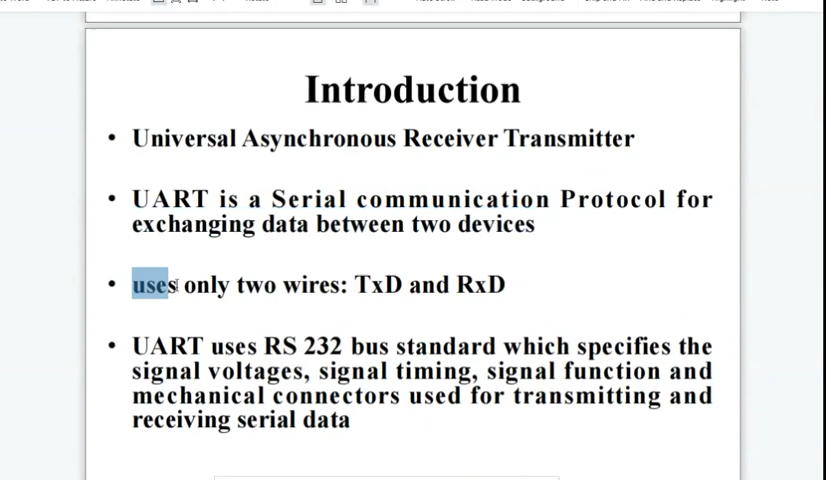 Introduction
• Universal Asynchronous Receiver Transmitter
• UART is a Serial communication Protocol for
exchanging data between two devices
• uses only two wires: TxD and RxD
• UART uses RS 232 bus standard which specifies the
signal voltages, signal timing, signal function and
mechanical connectors used for transmitting and
receiving serial data